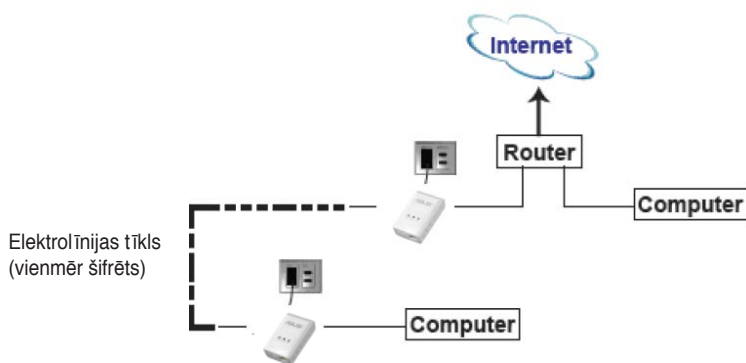 Internet
Router
Computer
Elektrolīnijas tīkls
(vienmēr šifrēts)
Computer